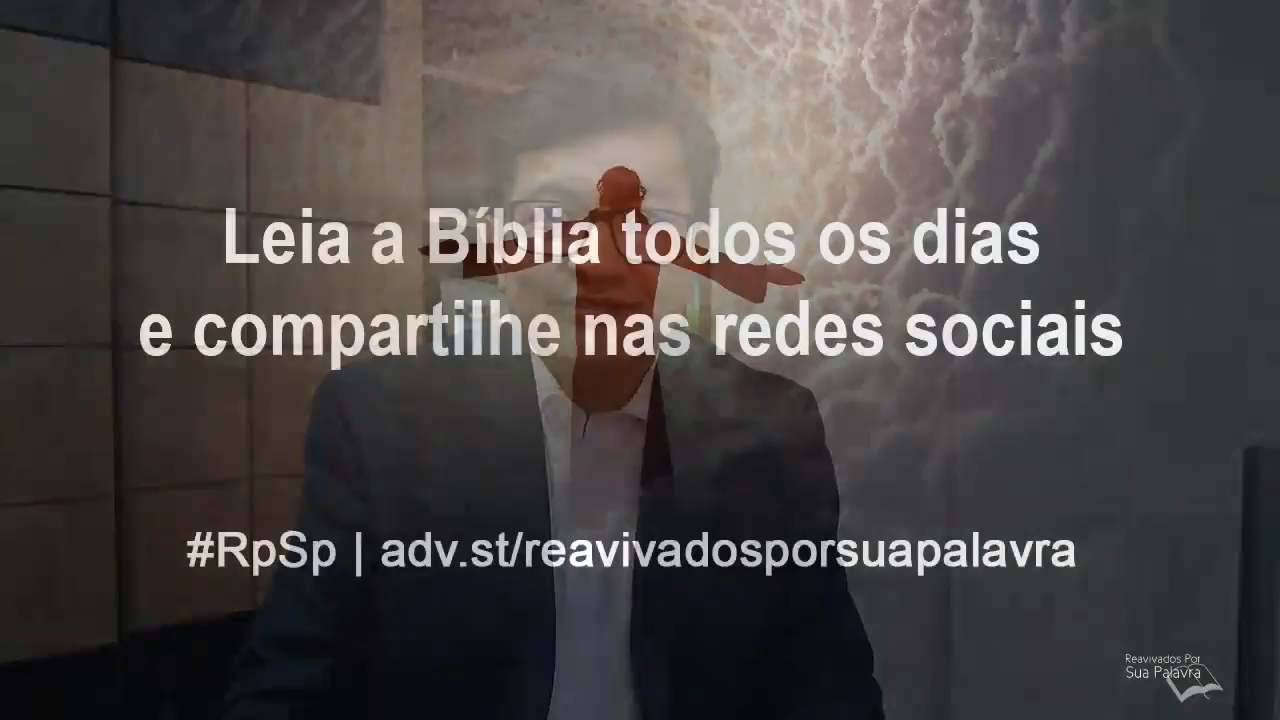 Leia a Bíblia todos os dias
e compartilhe nas redes sociais
#RpSp | adv.st/reavivadosporsuapalavra
Reavivados Por
Sua Palavra